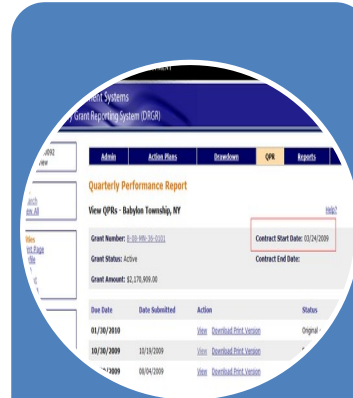 ment Systems
Grant Reporting System (DRGR)
Admin Action Plans Drawdown QPR Reports
Quarterly Performance Report
View QPRs - Babylon Township, NY Help?
Grant Number: B-08-MN-36-0101 Contract Start Date: 03/24/2009
Grant Status: Active Contract End Date:
Grant Amount: $2,170,909.00
Due Date Date Submitted Action Status
01/30/2010 View Download Print Version Original -
10/30/2009 10/19/2009 View Download Print Version
/2009 08/04/2009 View Download Print Version